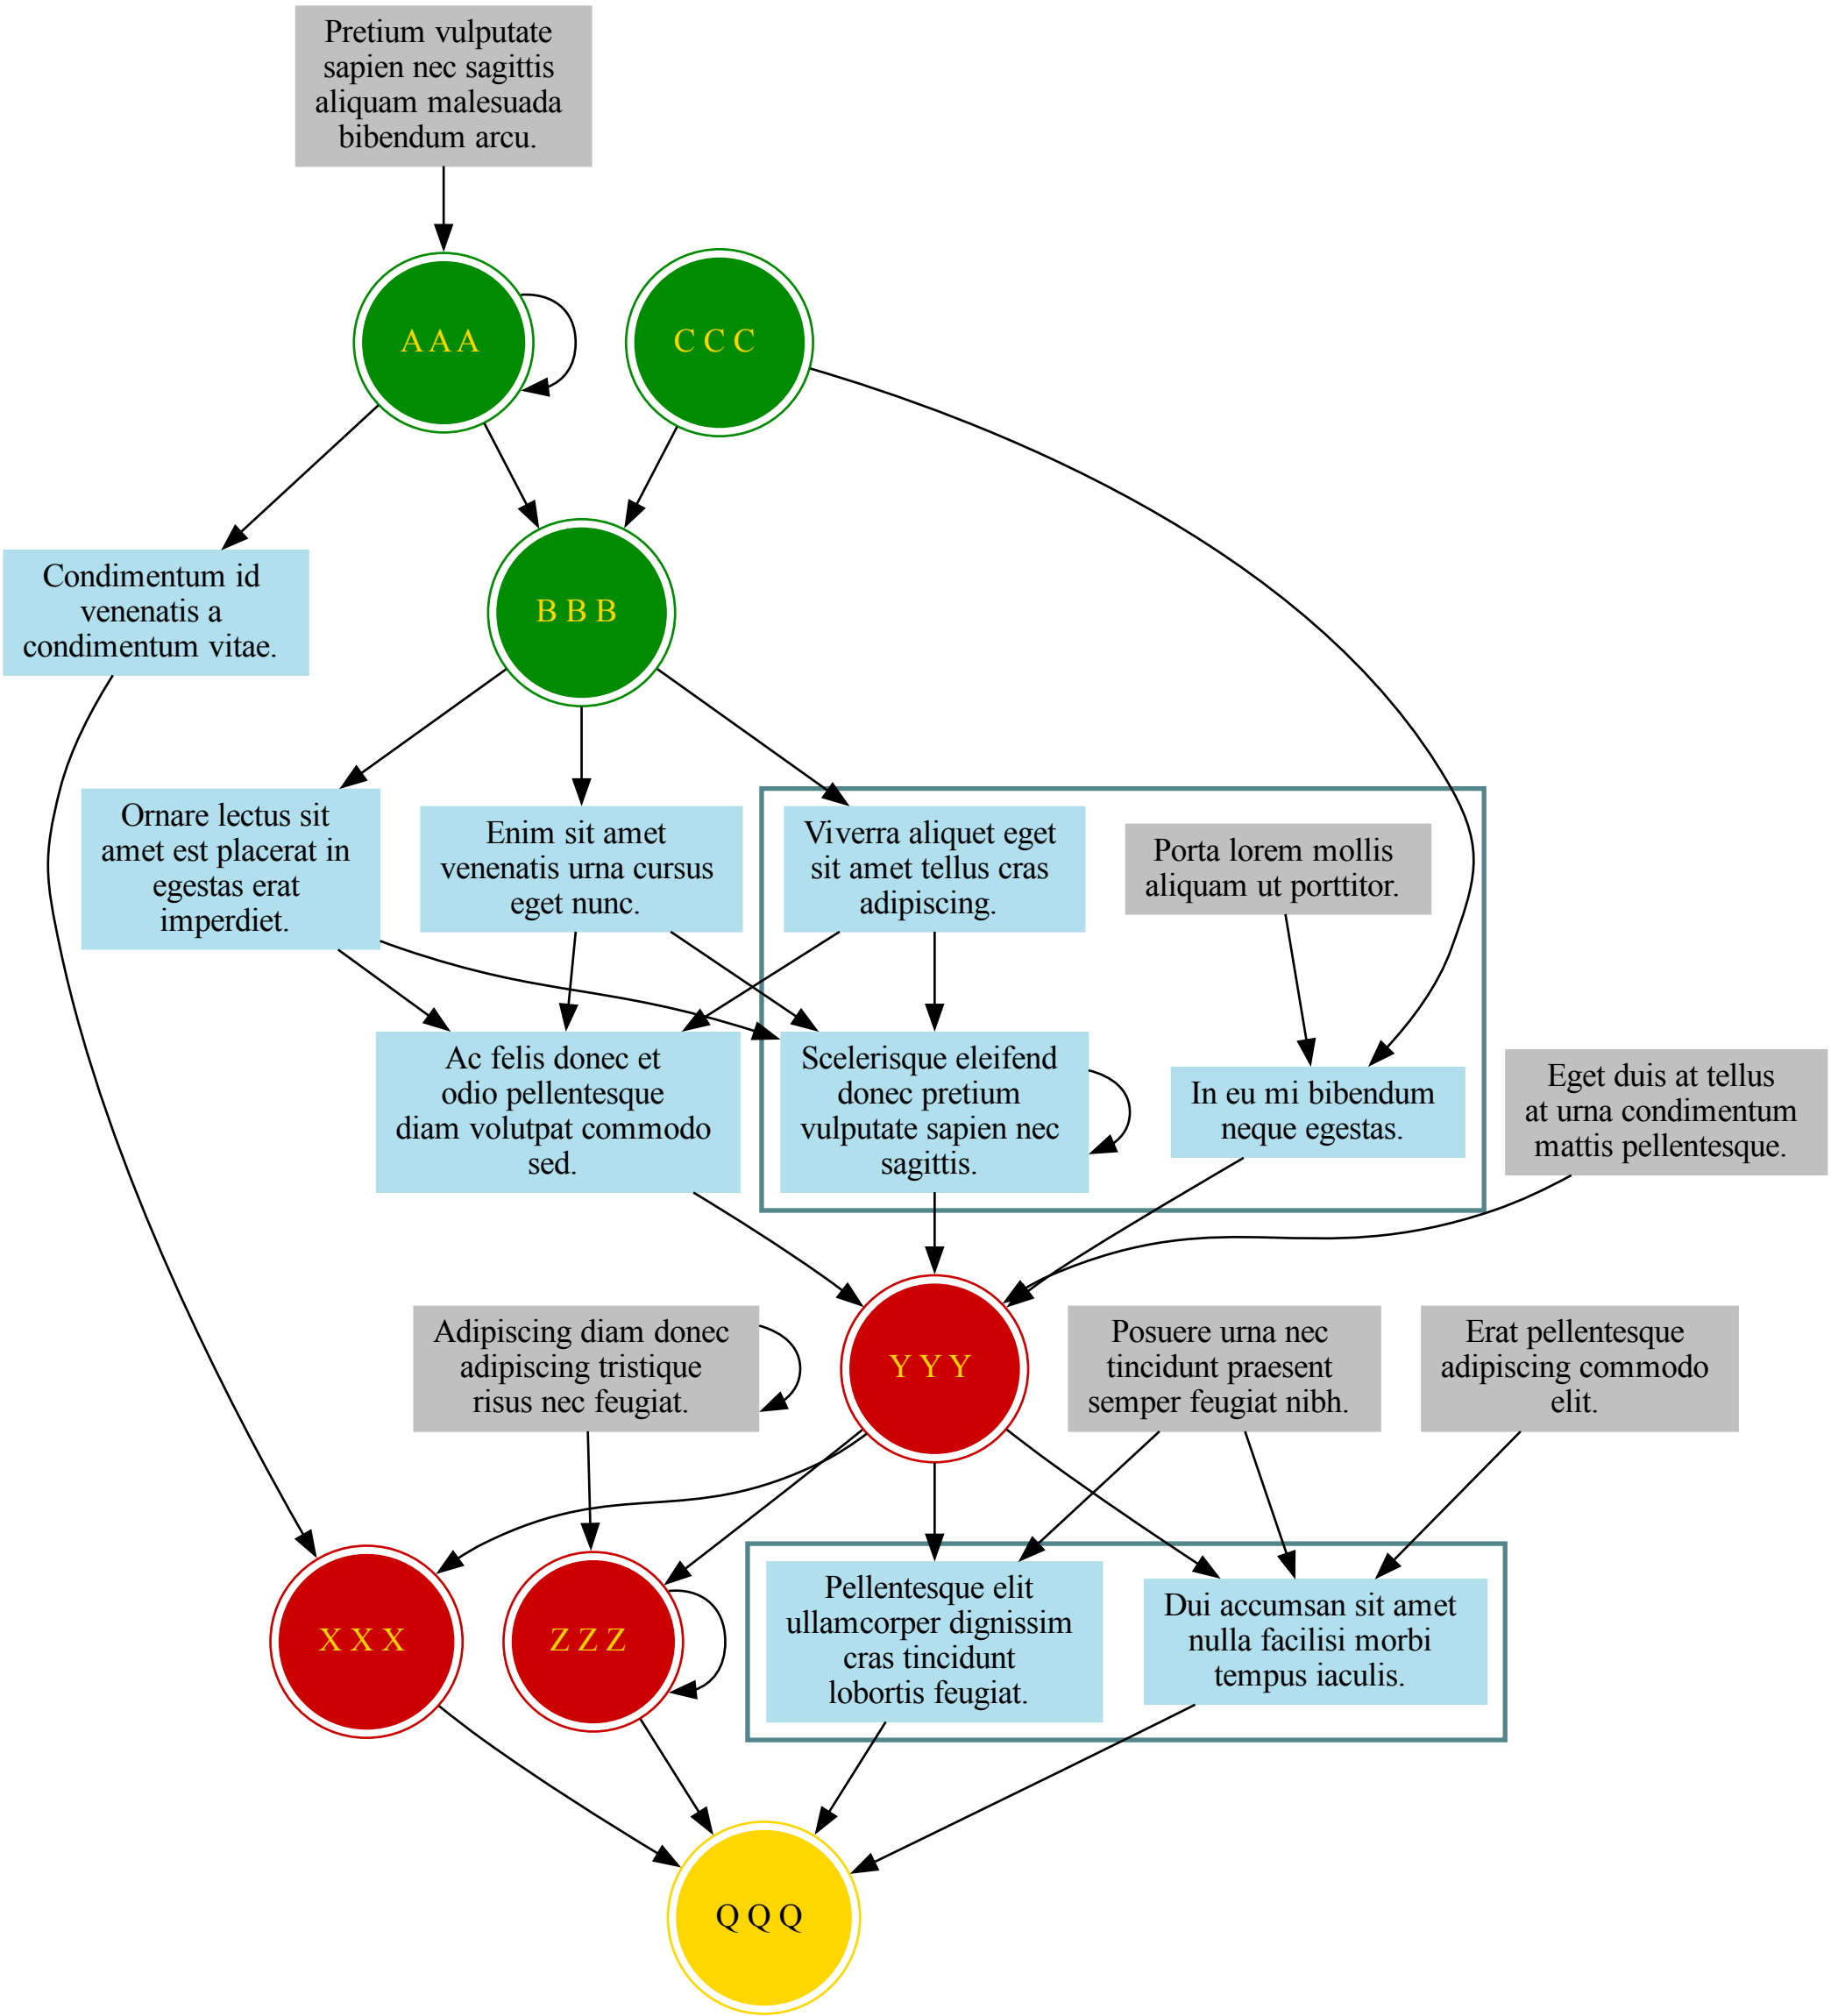 Pretium vulputate
sapien nec sagittis
aliquam malesuada
bibendum arcu.
A A A
C C C
Condimentum id
venenatis a
condimentum vitae.
B B B
Ornare lectus sit
amet est placerat in
egestas erat
imperdiet.
Enim sit amet
venenatis urna cursus
eget nunc.
Viverra aliquet eget
sit amet tellus cras
adipiscing.
Porta lorem mollis
aliquam ut porttitor.
Ac felis donec et
odio pellentesque
diam volutpat commodo
sed.
Scelerisque eleifend
donec pretium
vulputate sapien nec
sagittis.
In eu mi bibendum
neque egestas.
Eget duis at tellus
at urna condimentum
mattis pellentesque.
Adipiscing diam donec
adipiscing tristique
risus nec feugiat.
Y Y Y
Posuere urna nec
tincidunt praesent
semper feugiat nibh.
Erat pellentesque
adipiscing commodo
elit.
X X X
Z Z Z
Pellentesque elit
ullamcorper dignissim
cras tincidunt
lobortis feugiat.
Dui accumsan sit amet
nulla facilisi morbi
tempus iaculis.
Q Q Q